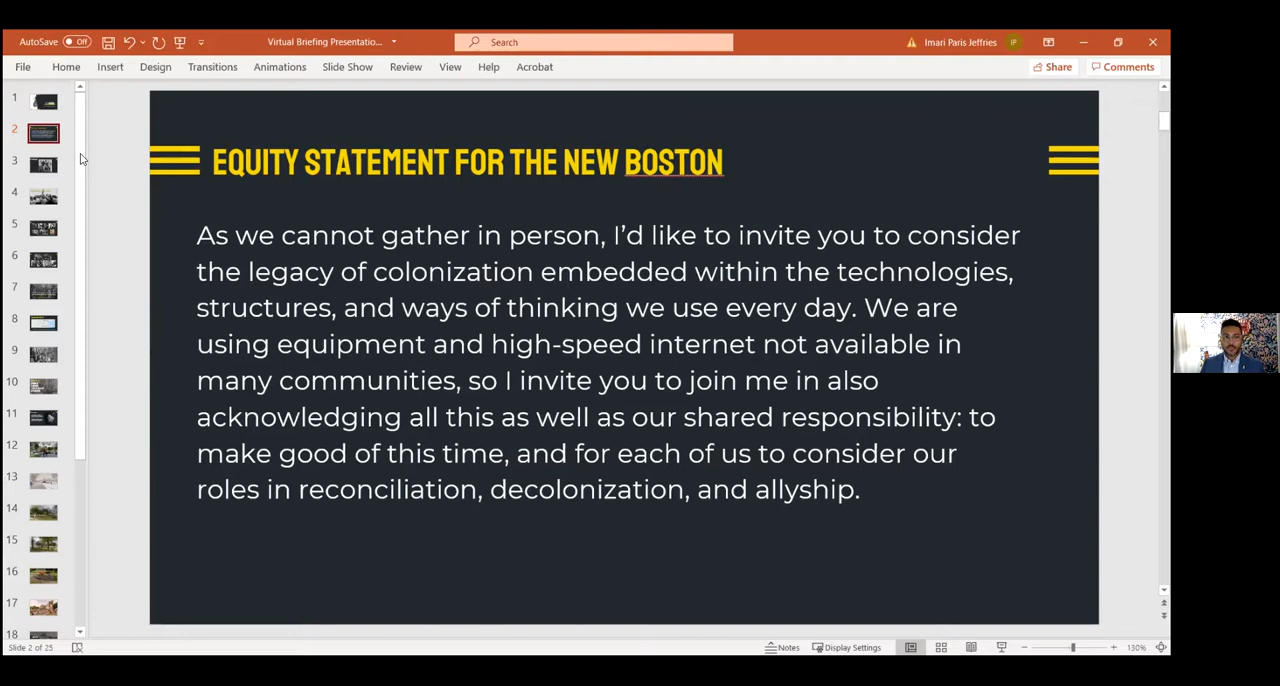 AutoSave Off Virtual Briefing Presentatio... Search Imari Paris Jeffries IP
File Home Insert Design Transitions Animations Slide Show Review View Help Acrobat Share Comments
1
2
3
4
5
6
7
8
9
10
11
12
13
14
15
16
17
18
EQUITY STATEMENT FOR THE NEW BOSTON
As we cannot gather in person, I’d like to invite you to consider
the legacy of colonization embedded within the technologies,
structures, and ways of thinking we use every day. We are
using equipment and high-speed internet not available in
many communities, so I invite you to join me in also
acknowledging all this as well as our shared responsibility: to
make good of this time, and for each of us to consider our
roles in reconciliation, decolonization, and allyship.
Slide 2 of 25 Notes Display Settings 130%